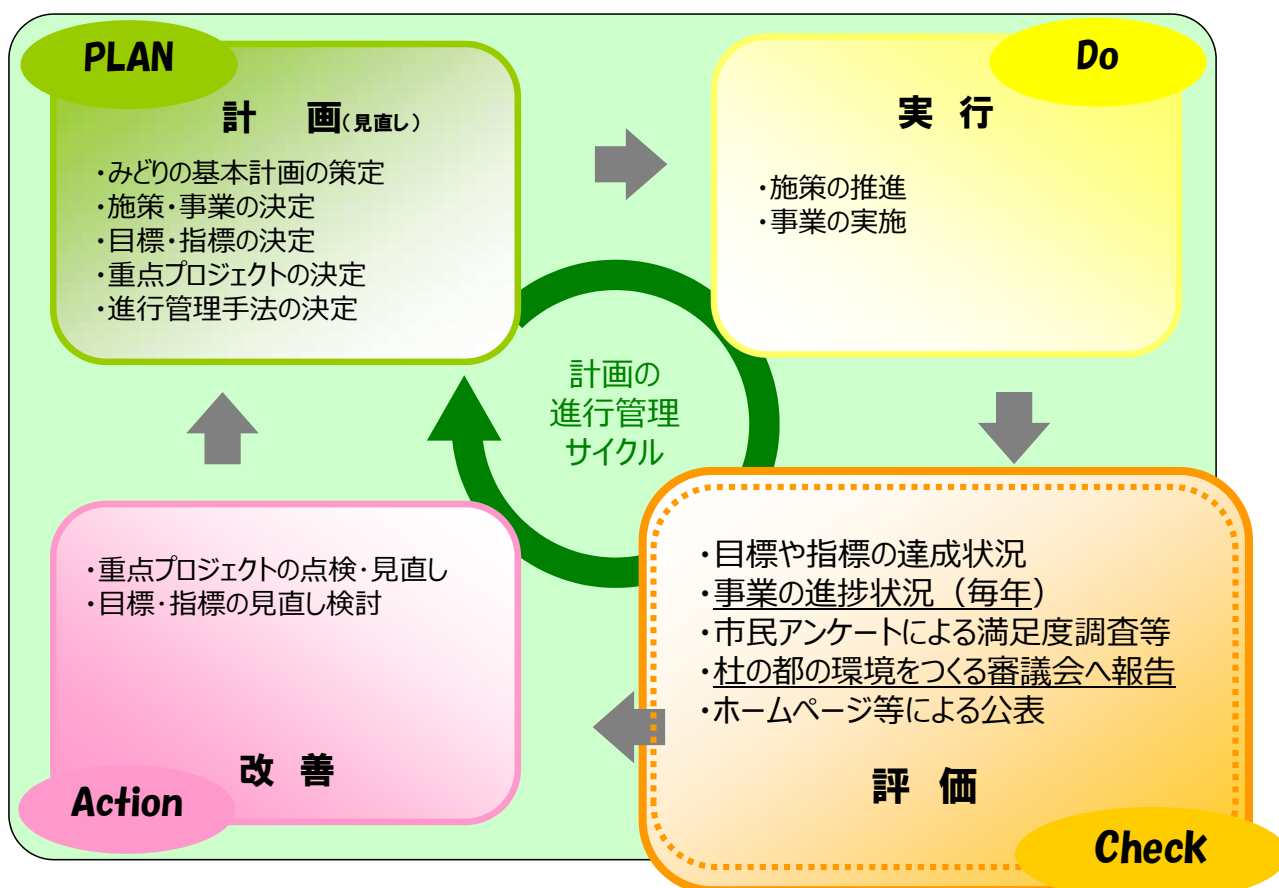 PLAN
計　画(見直し)
・みどりの基本計画の策定
・施策・事業の決定
・目標・指標の決定
・重点プロジェクトの決定
・進行管理手法の決定
Do
実 行
・施策の推進
・事業の実施
計画の
進行管理
サイクル
・目標や指標の達成状況
・事業の進捗状況（毎年）
・市民アンケートによる満足度調査等
・杜の都の環境をつくる審議会へ報告
・ホームページ等による公表
評 価
Check
・重点プロジェクトの点検・見直し
・目標・指標の見直し検討
改 善
Action